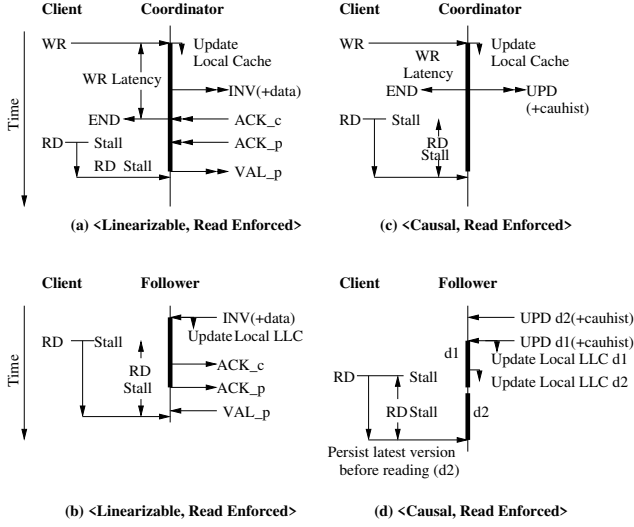 Client Coordinator
WR
Update
Local Cache
WR Latency
INV(+data)
END
ACK_c
RD Stall
ACK_p
RD Stall
VAL_p
Time
(a) <Linearizable, Read Enforced>
Client Coordinator
WR
Update
Local Cache
WR
Latency
END
UPD
(+cauhist)
RD Stall
RD
Stall
(c) <Causal, Read Enforced>
Client Follower
INV(+data)
Update Local LLC
RD Stall
RD
Stall
ACK_c
ACK_p
VAL_p
Time
(b) <Linearizable, Read Enforced>
Client Follower
UPD d2(+cauhist)
UPD d1(+cauhist)
d1
Update Local LLC d1
RD Stall
Update Local LLC d2
RD Stall
d2
Persist latest version
before reading (d2)
(d) <Causal, Read Enforced>